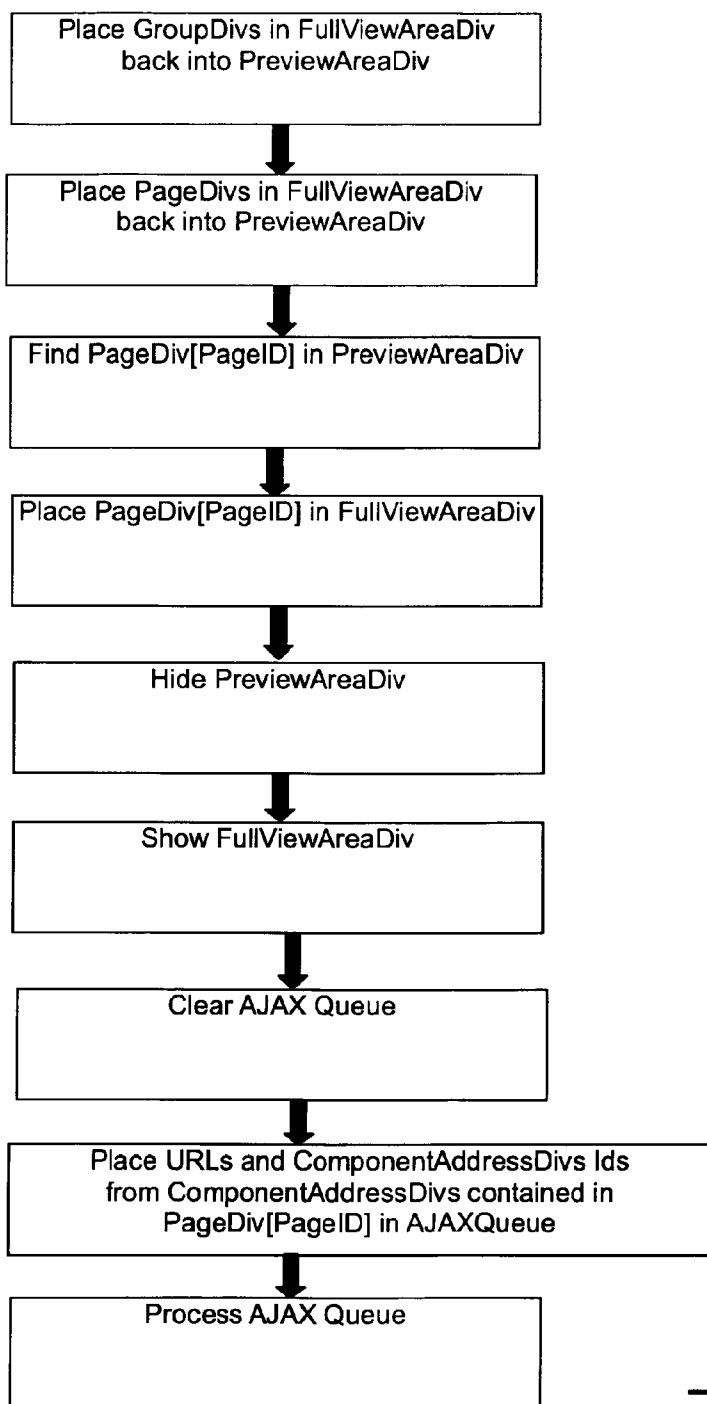 Place GroupDivs in FullViewAreaDiv
back into PreviewAreaDiv
Place PageDivs in FullViewAreaDiv
back into PreviewAreaDiv
Find PageDiv[PageID] in PreviewAreaDiv
Place PageDiv[PageID] in FullViewAreaDiv
Hide PreviewAreaDiv
Show FullViewAreaDiv
Clear AJAX Queue
Place URLs and ComponentAddressDivs Ids
from ComponentAddressDivs contained in
PageDiv[PageID] in AJAXQueue
Process AJAX Queue